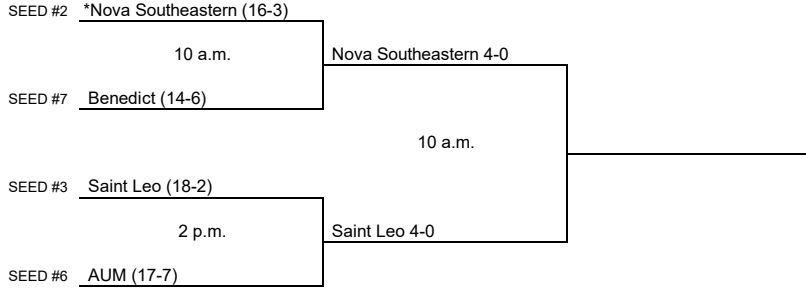 SEED #2 *Nova Southeastern (16-3)
10 a.m.
Nova Southeastern 4-0
SEED #7 Benedict (14-6)
10 a.m.
SEED #3 Saint Leo (18-2)
2 p.m.
Saint Leo 4-0
SEED #6 AUM (17-7)